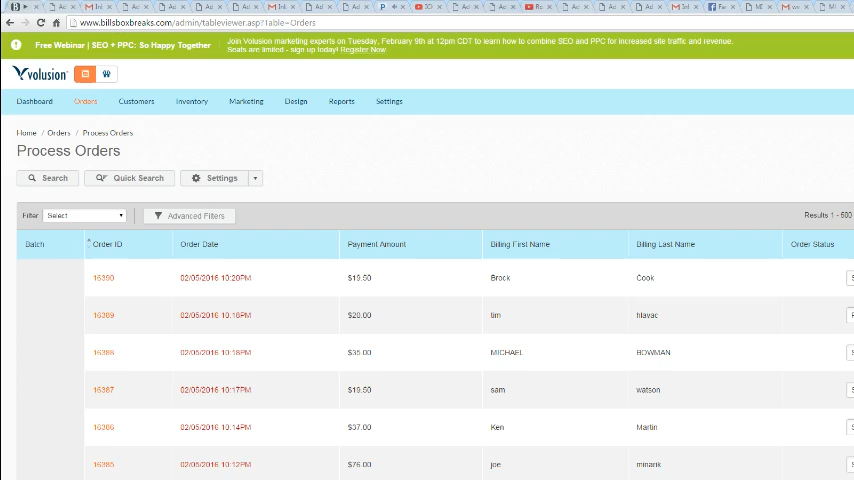 www.billsboxbreaks.com/admin/tableviewer.asp?Table=Orders
Free Webinar | SEO + PPC: So Happy Together
Join Volusion marketing experts on Tuesday, February 9th at 12pm CDT to learn how to combine SEO and PPC for increased site traffic and revenue.
Seats are limited - sign up today! Register Now
volusion
Dashboard Orders Customers Inventory Marketing Design Reports Settings
Home / Orders / Process Orders
Process Orders
Search Quick Search Settings
Filter Select Advanced Filters Results 1 - 500
Batch Order ID Order Date Payment Amount Billing First Name Billing Last Name Order Status
16390 02/05/2016 10:20PM $19.50 Brock Cook
16389 02/05/2016 10:18PM $20.00 tim hlavac
16388 02/05/2016 10:18PM $35.00 MICHAEL BOWMAN
16387 02/05/2016 10:17PM $19.50 sam watson
16386 02/05/2016 10:14PM $37.00 Ken Martin
16385 02/05/2016 10:12PM $76.00 joe minarik